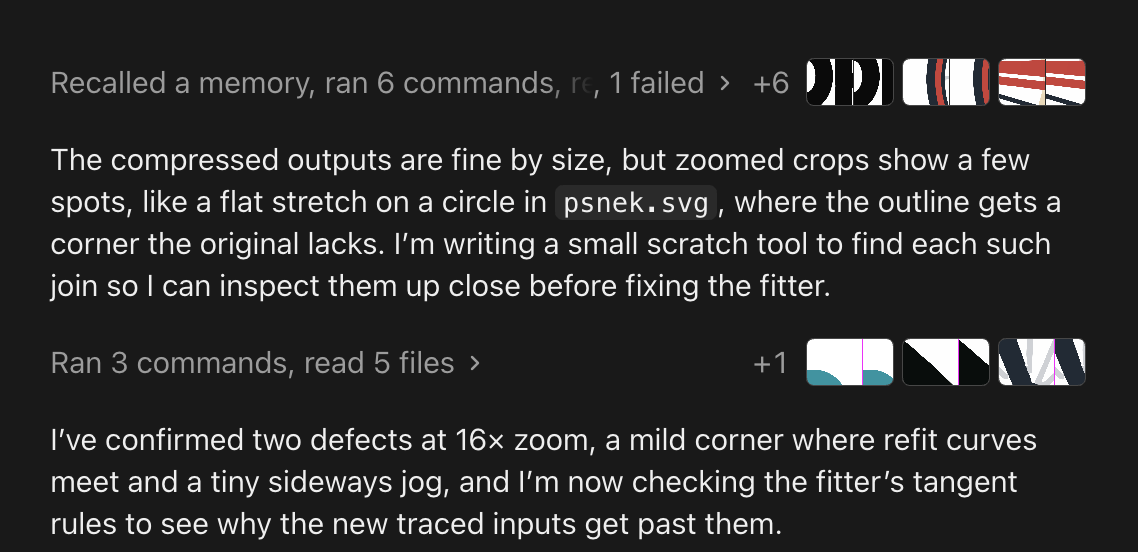 Recalled a memory, ran 6 commands, re, 1 failed > +6
The compressed outputs are fine by size, but zoomed crops show a few
spots, like a flat stretch on a circle in psnek.svg, where the outline gets a
corner the original lacks. I’m writing a small scratch tool to find each such
join so I can inspect them up close before fixing the fitter.
Ran 3 commands, read 5 files > +1
I’ve confirmed two defects at 16× zoom, a mild corner where refit curves
meet and a tiny sideways jog, and I’m now checking the fitter’s tangent
rules to see why the new traced inputs get past them.